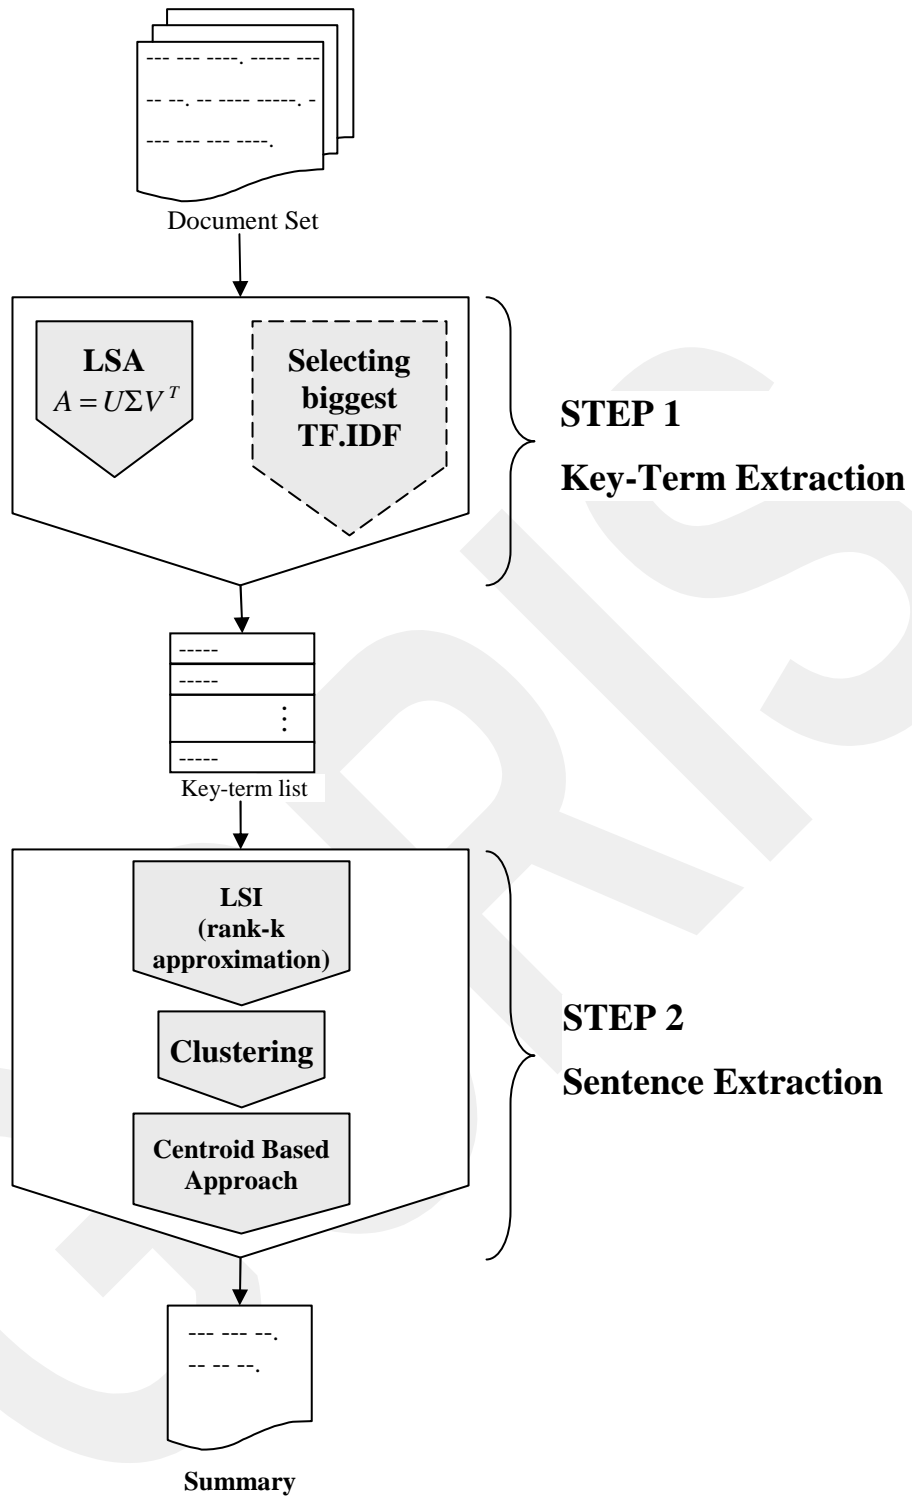 --- --- ----. ----- ---
-- --. -- ---- -----. -
--- --- --- ----.
Document Set
LSA
A = UΣV^T
Selecting
biggest
TF.IDF
STEP 1
Key-Term Extraction
-----
-----
⋮
-----
Key-term list
LSI
(rank-k
approximation)
Clustering
Centroid Based
Approach
STEP 2
Sentence Extraction
--- --- --.
-- -- --.
Summary